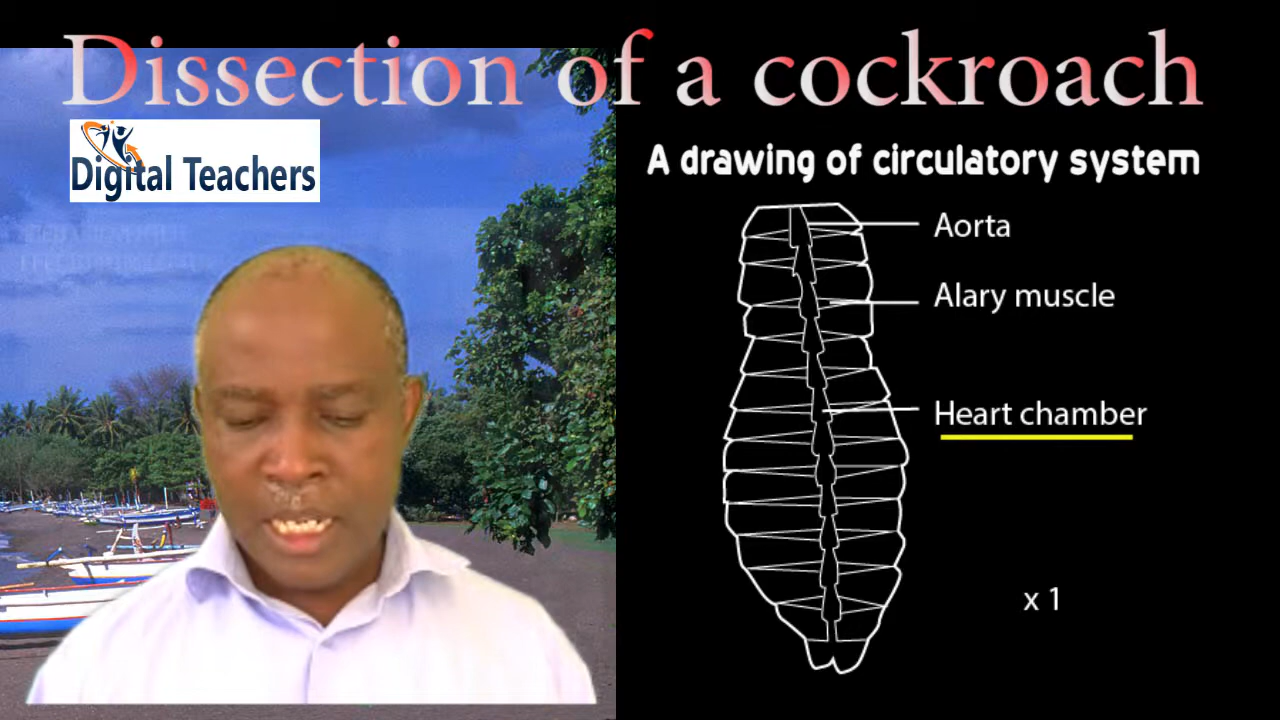 Dissection of a cockroach
Digital Teachers
A drawing of circulatory system
Aorta
Alary muscle
Heart chamber
x 1